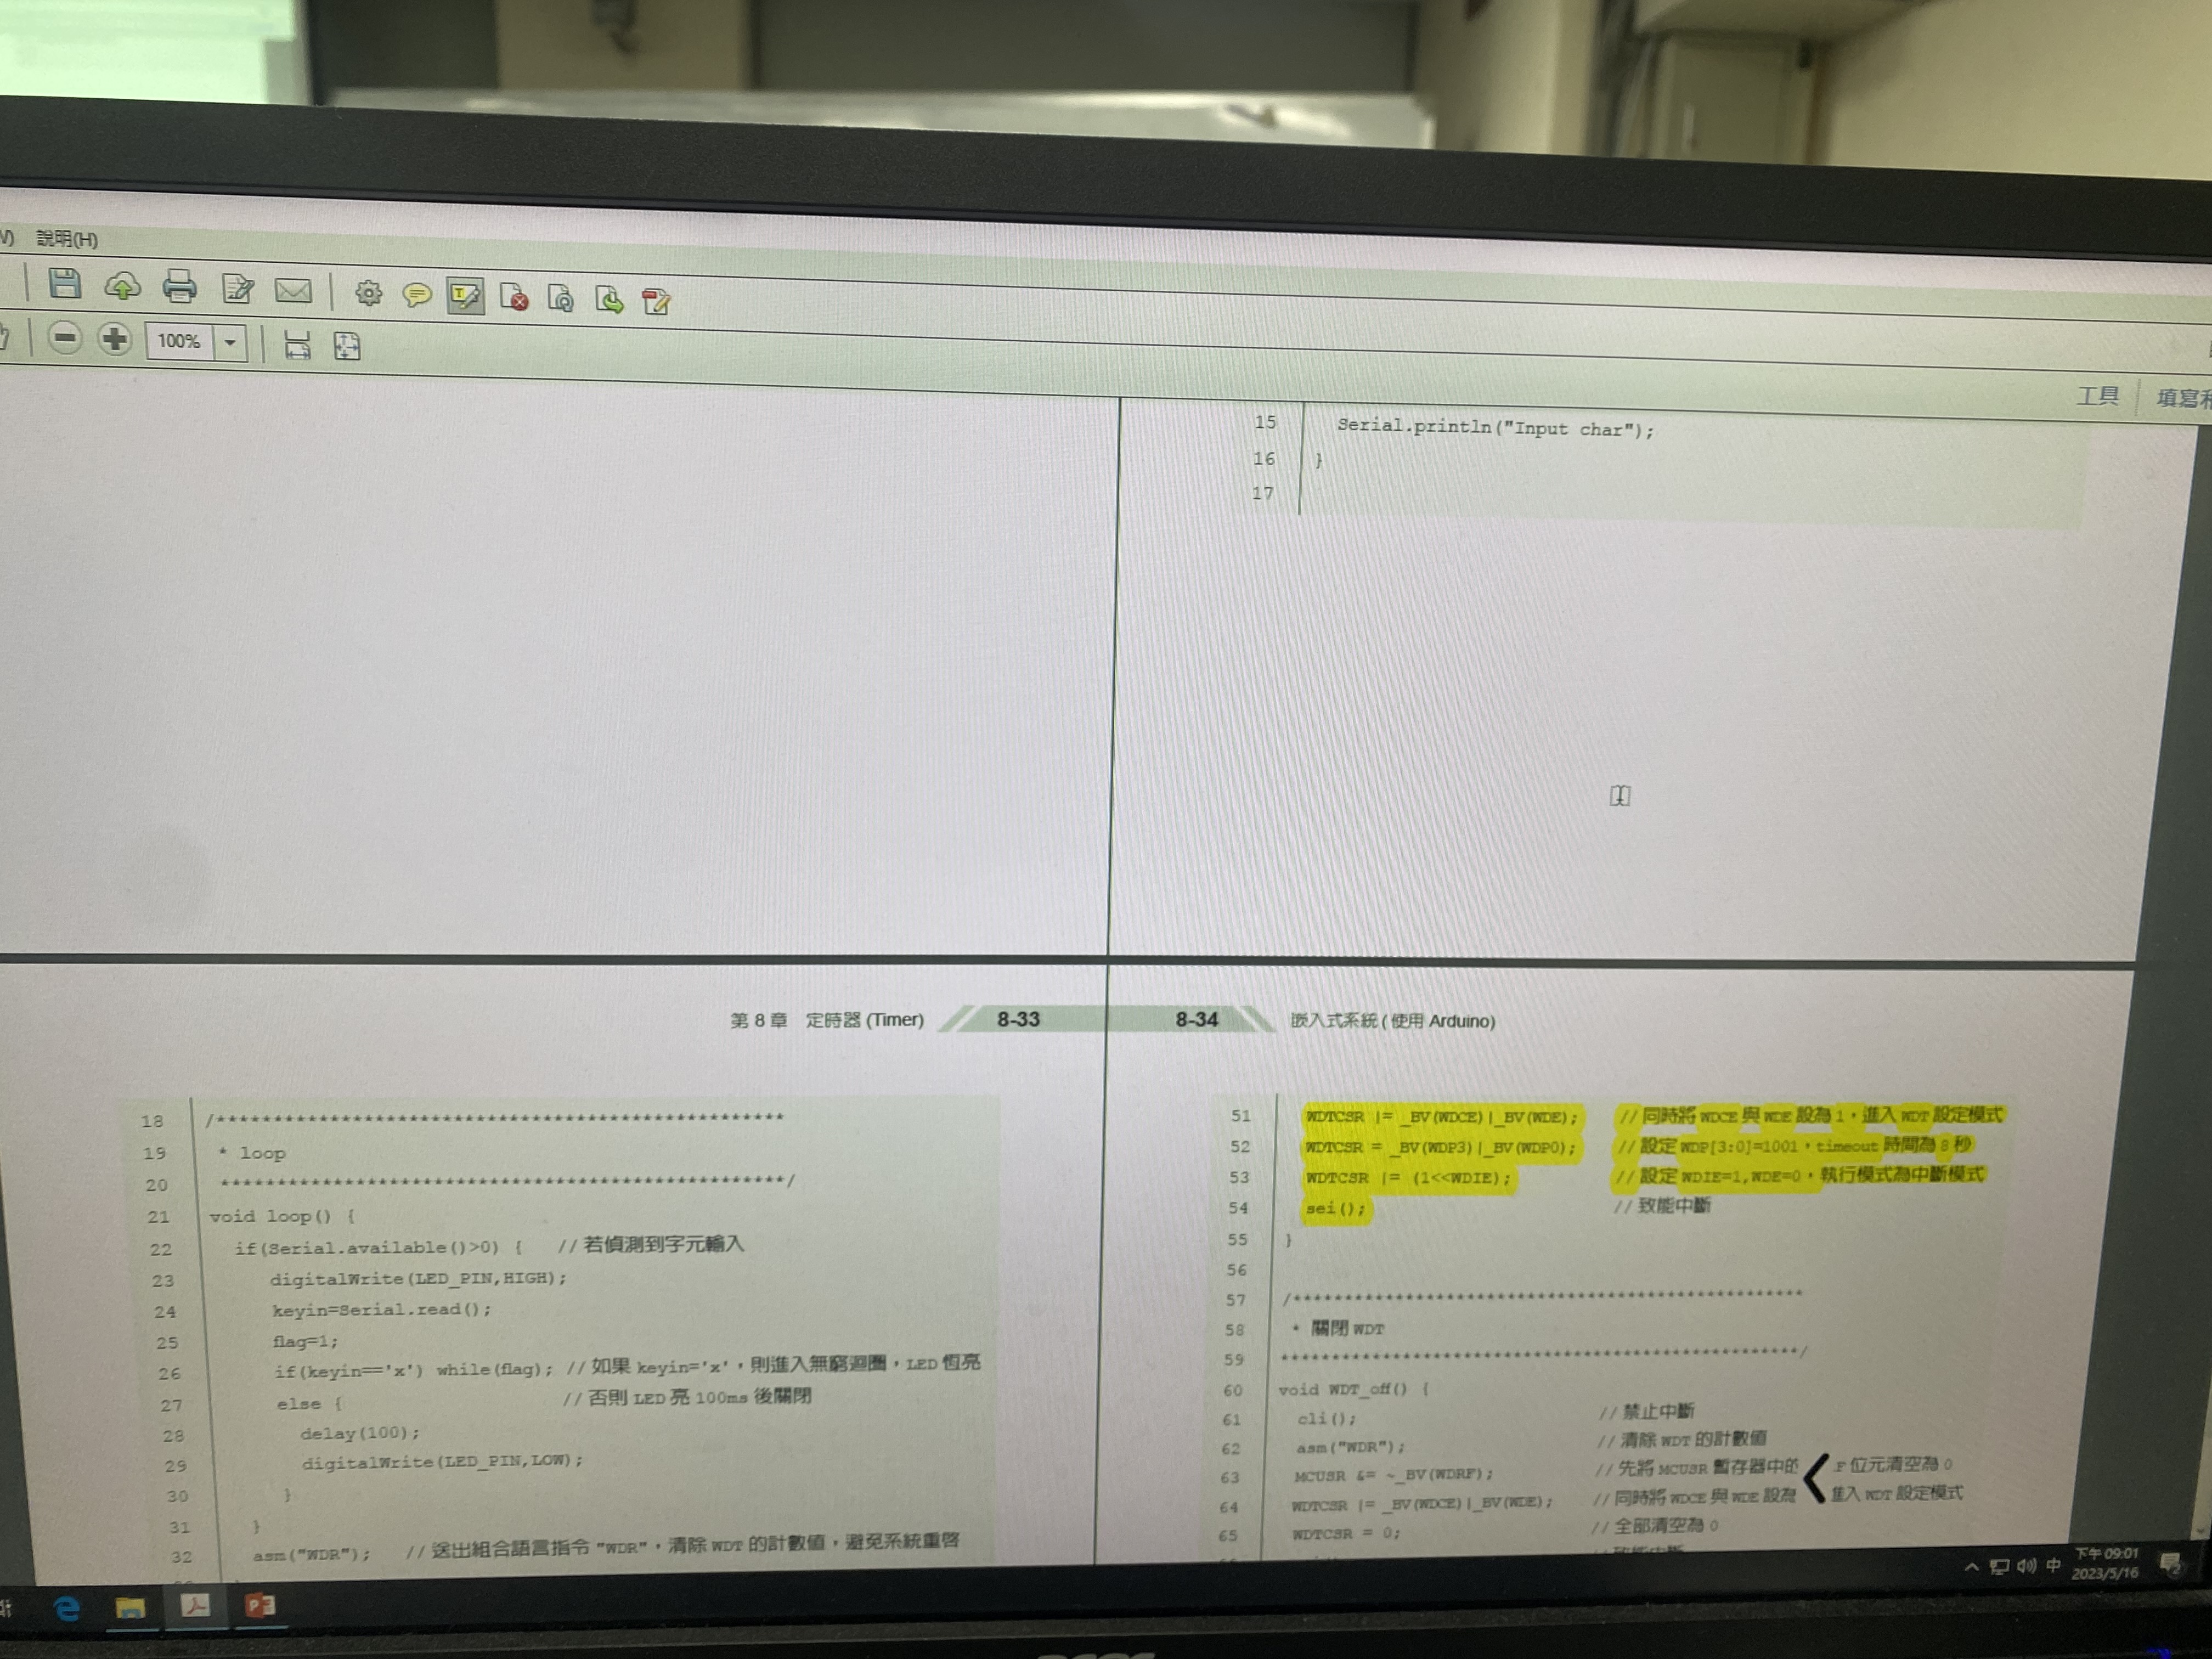 說明(H)
100%
工具
15 Serial.println("Input char");
16 }
17
第 8 章 定時器 (Timer) 8-33
18 /*************************************************
19 * loop
20 *************************************************/
21 void loop() {
22 if(Serial.available()>0) { // 若偵測到字元輸入
23 digitalWrite(LED_PIN,HIGH);
24 keyin=Serial.read();
25 flag=1;
26 if(keyin=='x') while(flag); // 如果 keyin='x'，則進入無窮迴圈，LED 恆亮
27 else { // 否則 LED 亮 100ms 後關閉
28 delay(100);
29 digitalWrite(LED_PIN,LOW);
30 }
31 }
32 asm("WDR"); // 送出組合語言指令 "WDR"，清除 WDT 的計數值，避免系統重啓
8-34 嵌入式系統 ( 使用 Arduino)
51 WDTCSR |= _BV(WDCE)|_BV(WDE); // 同時將 WDCE 與 WDE 設為 1，進入 WDT 設定模式
52 WDTCSR = _BV(WDP3)|_BV(WDP0); // 設定 WDP[3:0]=1001，timeout 時間為 8 秒
53 WDTCSR |= (1<<WDIE); // 設定 WDIE=1,WDE=0，執行模式為中斷模式
54 sei(); // 致能中斷
55 }
56
57 /*************************************************
58 * 關閉 WDT
59 *************************************************/
60 void WDT_off() {
61 cli(); // 禁止中斷
62 asm("WDR"); // 清除 WDT 的計數值
63 MCUSR &= ~_BV(WDRF); // 先將 MCUSR 暫存器中的 F 位元清空為 0
64 WDTCSR |= _BV(WDCE)|_BV(WDE); // 同時將 WDCE 與 WDE 設為 進入 WDT 設定模式
65 WDTCSR = 0; // 全部清空為 0
中
下午 09:01
2023/5/16